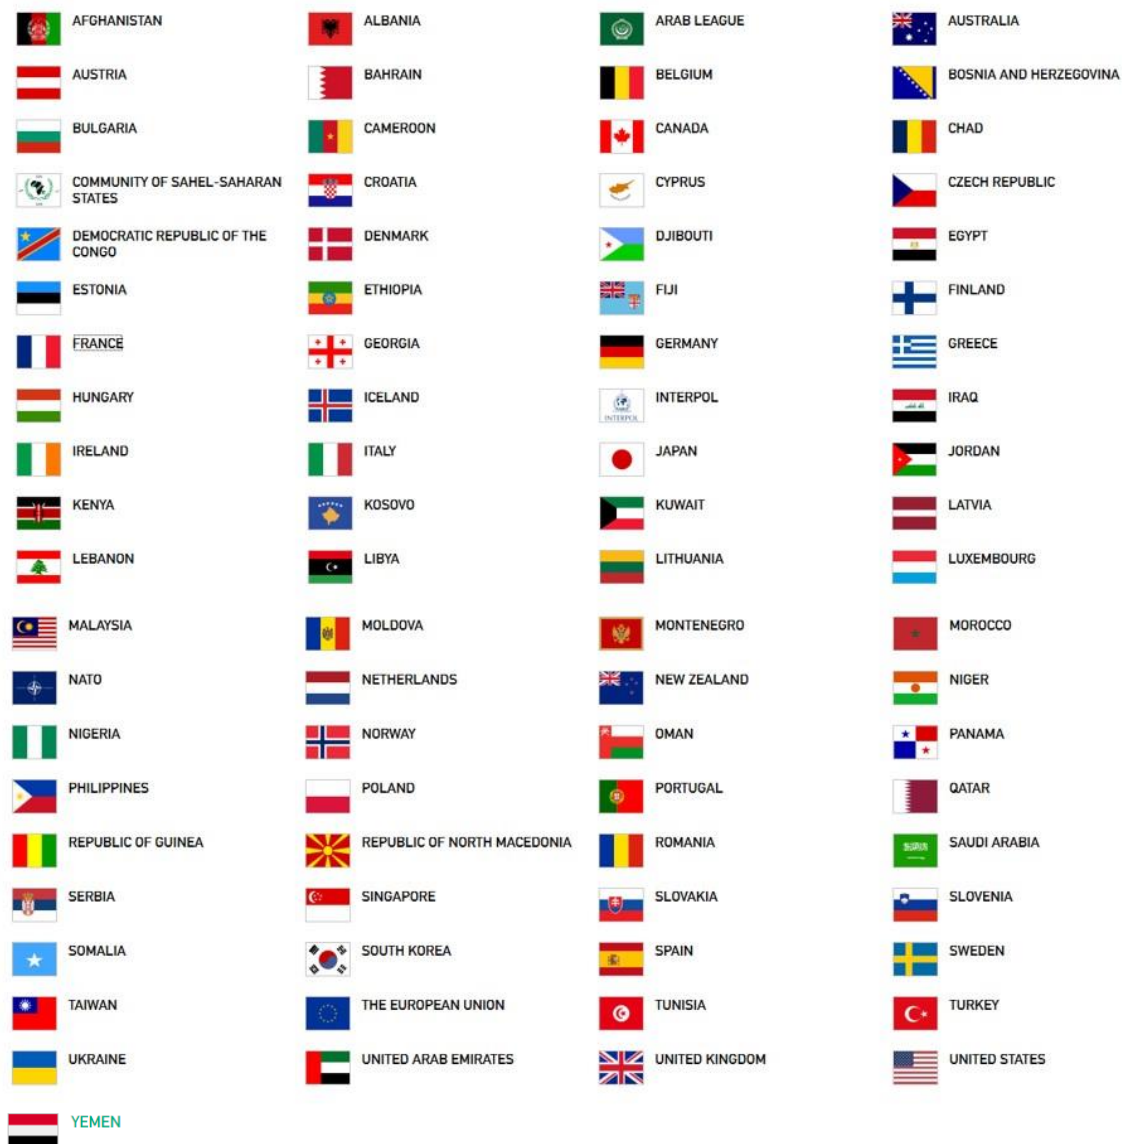 AFGHANISTAN
ALBANIA
ARAB LEAGUE
AUSTRALIA
AUSTRIA
BAHRAIN
BELGIUM
BOSNIA AND HERZEGOVINA
BULGARIA
CAMEROON
CANADA
CHAD
COMMUNITY OF SAHEL-SAHARAN
STATES
CROATIA
CYPRUS
CZECH REPUBLIC
DEMOCRATIC REPUBLIC OF THE
CONGO
DENMARK
DJIBOUTI
EGYPT
ESTONIA
ETHIOPIA
FIJI
FINLAND
FRANCE
GEORGIA
GERMANY
GREECE
HUNGARY
ICELAND
INTERPOL
INTERPOL
IRAQ
IRELAND
ITALY
JAPAN
JORDAN
KENYA
KOSOVO
KUWAIT
LATVIA
LEBANON
LIBYA
LITHUANIA
LUXEMBOURG
MALAYSIA
MOLDOVA
MONTENEGRO
MOROCCO
NATO
NETHERLANDS
NEW ZEALAND
NIGER
NIGERIA
NORWAY
OMAN
PANAMA
PHILIPPINES
POLAND
PORTUGAL
QATAR
REPUBLIC OF GUINEA
REPUBLIC OF NORTH MACEDONIA
ROMANIA
SAUDI ARABIA
SERBIA
SINGAPORE
SLOVAKIA
SLOVENIA
SOMALIA
SOUTH KOREA
SPAIN
SWEDEN
TAIWAN
THE EUROPEAN UNION
TUNISIA
TURKEY
UKRAINE
UNITED ARAB EMIRATES
UNITED KINGDOM
UNITED STATES
YEMEN